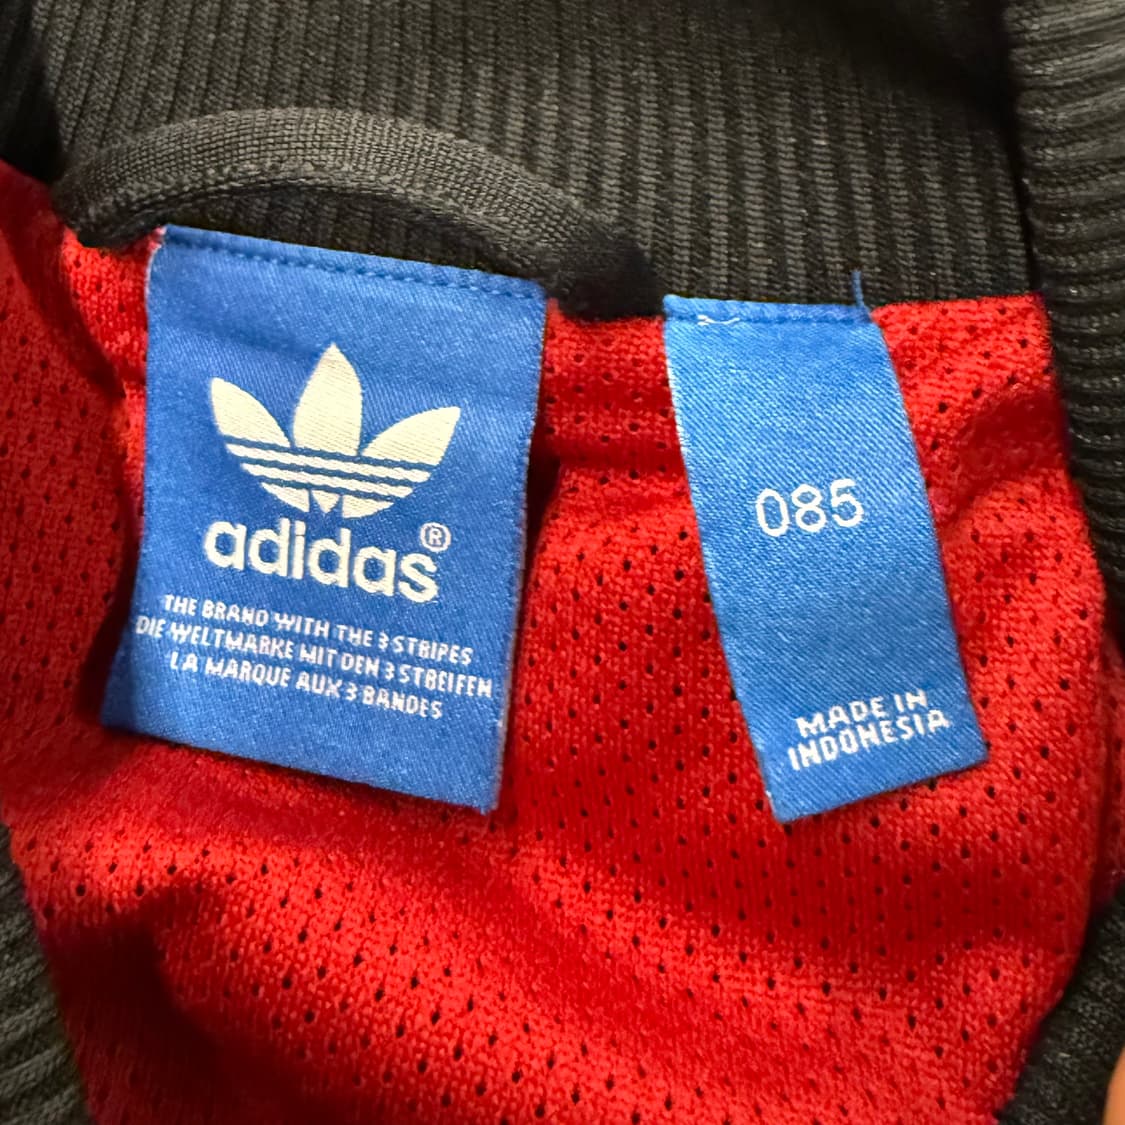 adidas®
THE BRAND WITH THE 3 STRIPES
DIE WELTMARKE MIT DEN 3 STREIFEN
LA MARQUE AUX 3 BANDES
085
MADE IN
INDONESIA